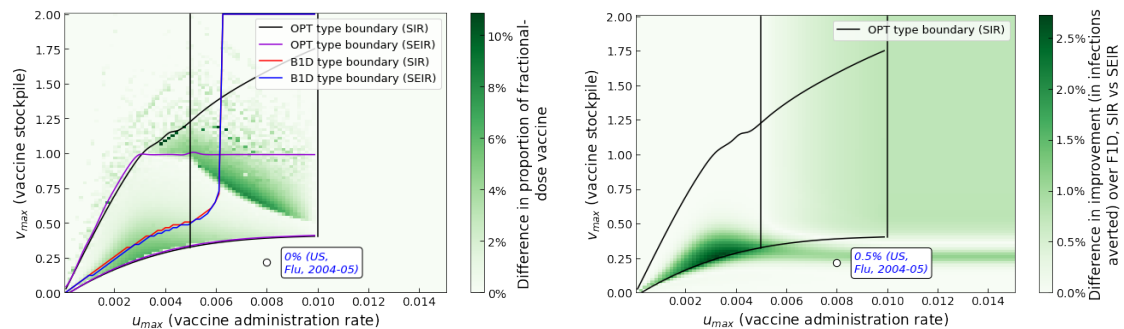 OPT type boundary (SIR)
OPT type boundary (SEIR)
B1D type boundary (SIR)
B1D type boundary (SEIR)
0% (US,
Flu, 2004-05)
0.00
0.25
0.50
0.75
1.00
1.25
1.50
1.75
2.00
v_max (vaccine stockpile)
0.002
0.004
0.006
0.008
0.010
0.012
0.014
u_max (vaccine administration rate)
0%
2%
4%
6%
8%
10%
Difference in proportion of fractional-
dose vaccine
OPT type boundary (SIR)
0.5% (US,
Flu, 2004-05)
0.00
0.25
0.50
0.75
1.00
1.25
1.50
1.75
2.00
v_max (vaccine stockpile)
0.002
0.004
0.006
0.008
0.010
0.012
0.014
u_max (vaccine administration rate)
0.0%
0.5%
1.0%
1.5%
2.0%
2.5%
Difference in improvement (in infections
averted) over F1D, SIR vs SEIR